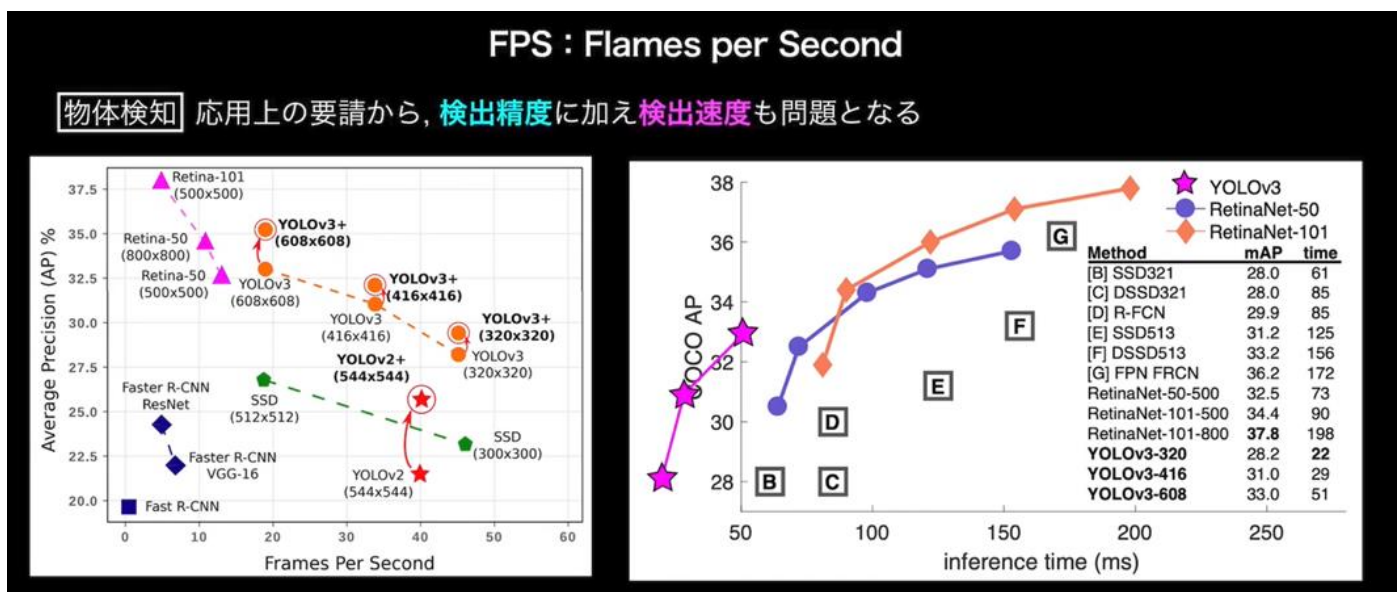 FPS：Flames per Second
物体検知 応用上の要請から, 検出精度に加え検出速度も問題となる
Average Precision (AP) %
37.5
35.0
32.5
30.0
27.5
25.0
22.5
20.0
Retina-101
(500x500)
Retina-50
(800x800)
Retina-50
(500x500)
YOLOv3+
(608x608)
YOLOv3
(608x608)
YOLOv3+
(416x416)
YOLOv3
(416x416)
YOLOv3+
(320x320)
YOLOv3
(320x320)
YOLOv2+
(544x544)
Faster R-CNN
ResNet
SSD
(512x512)
SSD
(300x300)
Faster R-CNN
VGG-16
YOLOv2
(544x544)
Fast R-CNN
0 10 20 30 40 50 60
Frames Per Second
COCO AP
38
36
34
32
30
28
YOLOv3
RetinaNet-50
RetinaNet-101
G
F
E
D
B
C
Method mAP time
[B] SSD321 28.0 61
[C] DSSD321 28.0 85
[D] R-FCN 29.9 85
[E] SSD513 31.2 125
[F] DSSD513 33.2 156
[G] FPN FRCN 36.2 172
RetinaNet-50-500 32.5 73
RetinaNet-101-500 34.4 90
RetinaNet-101-800 37.8 198
YOLOv3-320 28.2 22
YOLOv3-416 31.0 29
YOLOv3-608 33.0 51
50 100 150 200 250
inference time (ms)